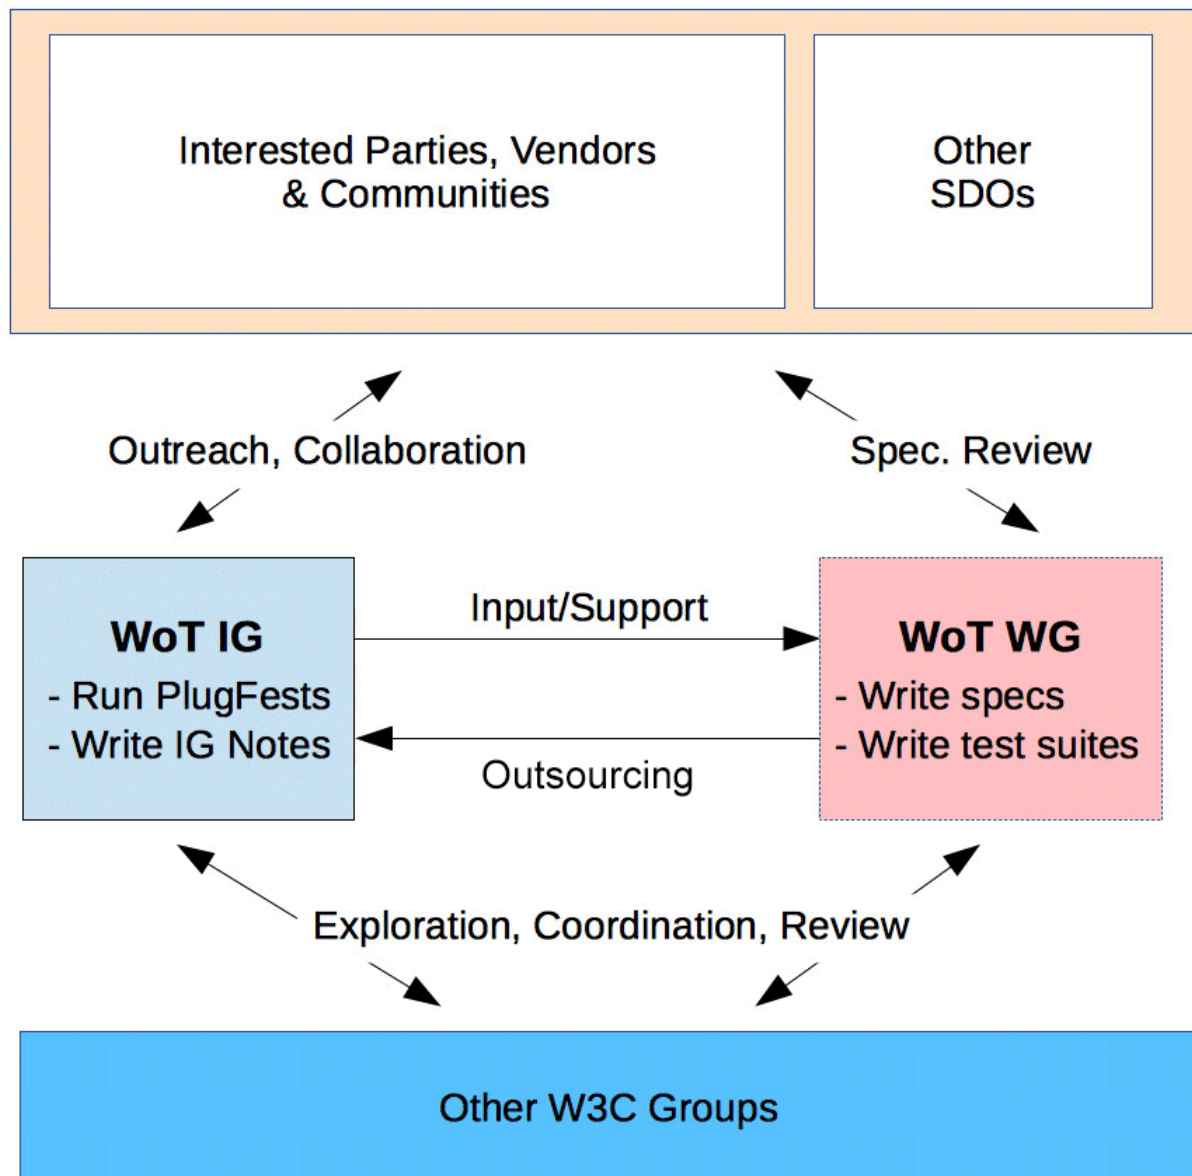 Interested Parties, Vendors
& Communities
Other
SDOs
Outreach, Collaboration
Spec. Review
WoT IG
- Run PlugFests
- Write IG Notes
Input/Support
Outsourcing
WoT WG
- Write specs
- Write test suites
Exploration, Coordination, Review
Other W3C Groups